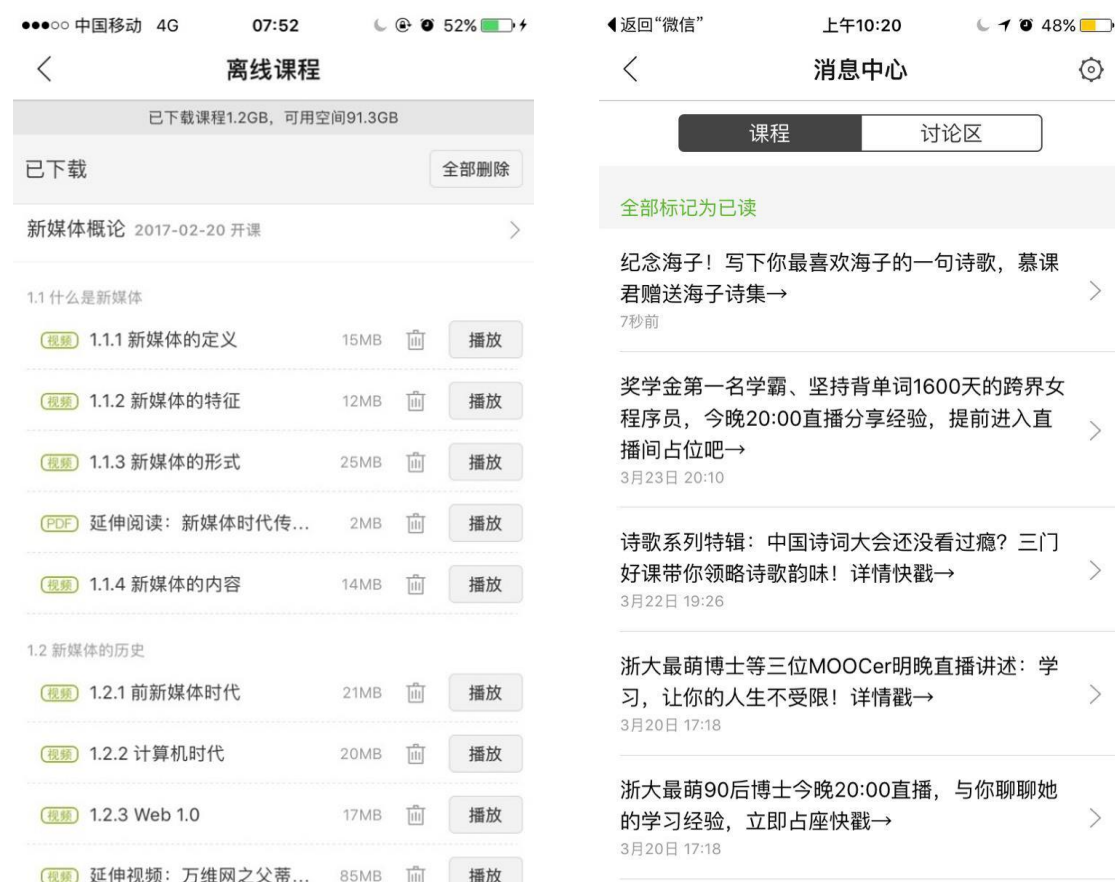 中国移动 4G 07:52 52%
离线课程
已下载课程1.2GB，可用空间91.3GB
已下载 全部删除
新媒体概论 2017-02-20 开课
1.1 什么是新媒体
视频 1.1.1 新媒体的定义 15MB 播放
视频 1.1.2 新媒体的特征 12MB 播放
视频 1.1.3 新媒体的形式 25MB 播放
PDF 延伸阅读：新媒体时代传... 2MB 播放
视频 1.1.4 新媒体的内容 14MB 播放
1.2 新媒体的历史
视频 1.2.1 前新媒体时代 21MB 播放
视频 1.2.2 计算机时代 20MB 播放
视频 1.2.3 Web 1.0 17MB 播放
视频 延伸视频：万维网之父蒂... 85MB 播放
返回“微信” 上午10:20 48%
消息中心
课程 讨论区
全部标记为已读
纪念海子！写下你最喜欢海子的一句诗歌，慕课
君赠送海子诗集→
7秒前
奖学金第一名学霸、坚持背单词1600天的跨界女
程序员，今晚20:00直播分享经验，提前进入直
播间占位吧→
3月23日 20:10
诗歌系列特辑：中国诗词大会还没看过瘾？三门
好课带你领略诗歌韵味！详情快戳→
3月22日 19:26
浙大最萌博士等三位MOOCer明晚直播讲述：学
习，让你的人生不受限！详情戳→
3月20日 17:18
浙大最萌90后博士今晚20:00直播，与你聊聊她
的学习经验，立即占座快戳→
3月20日 17:18